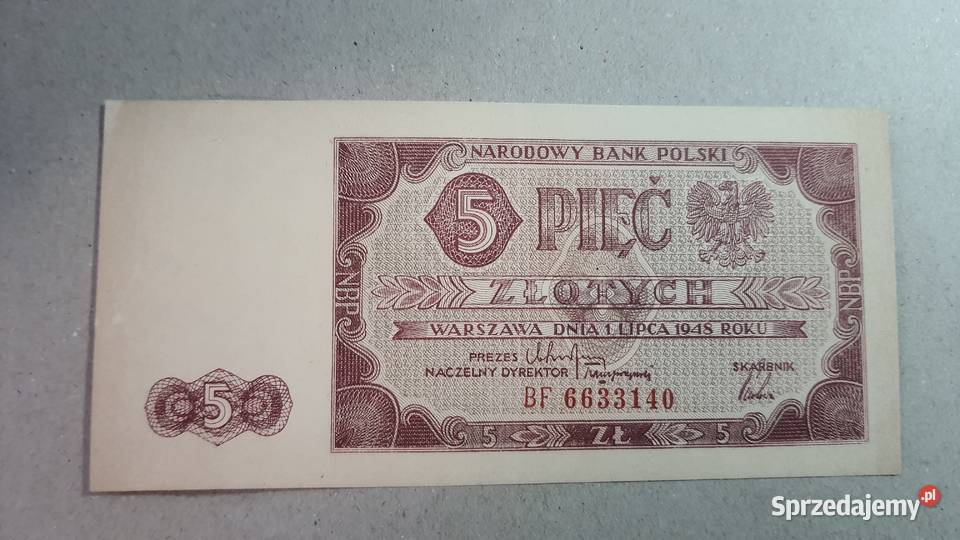 NARODOWY BANK POLSKI
5 PIĘĆ
ZŁOTYCH
WARSZAWA DNIA 1 LIPCA 1948 ROKU
PREZES
NACZELNY DYREKTOR
SKARBNIK
BF 6633140
5 ZŁ 5
NBP
NBP
5
Sprzedajemy.pl